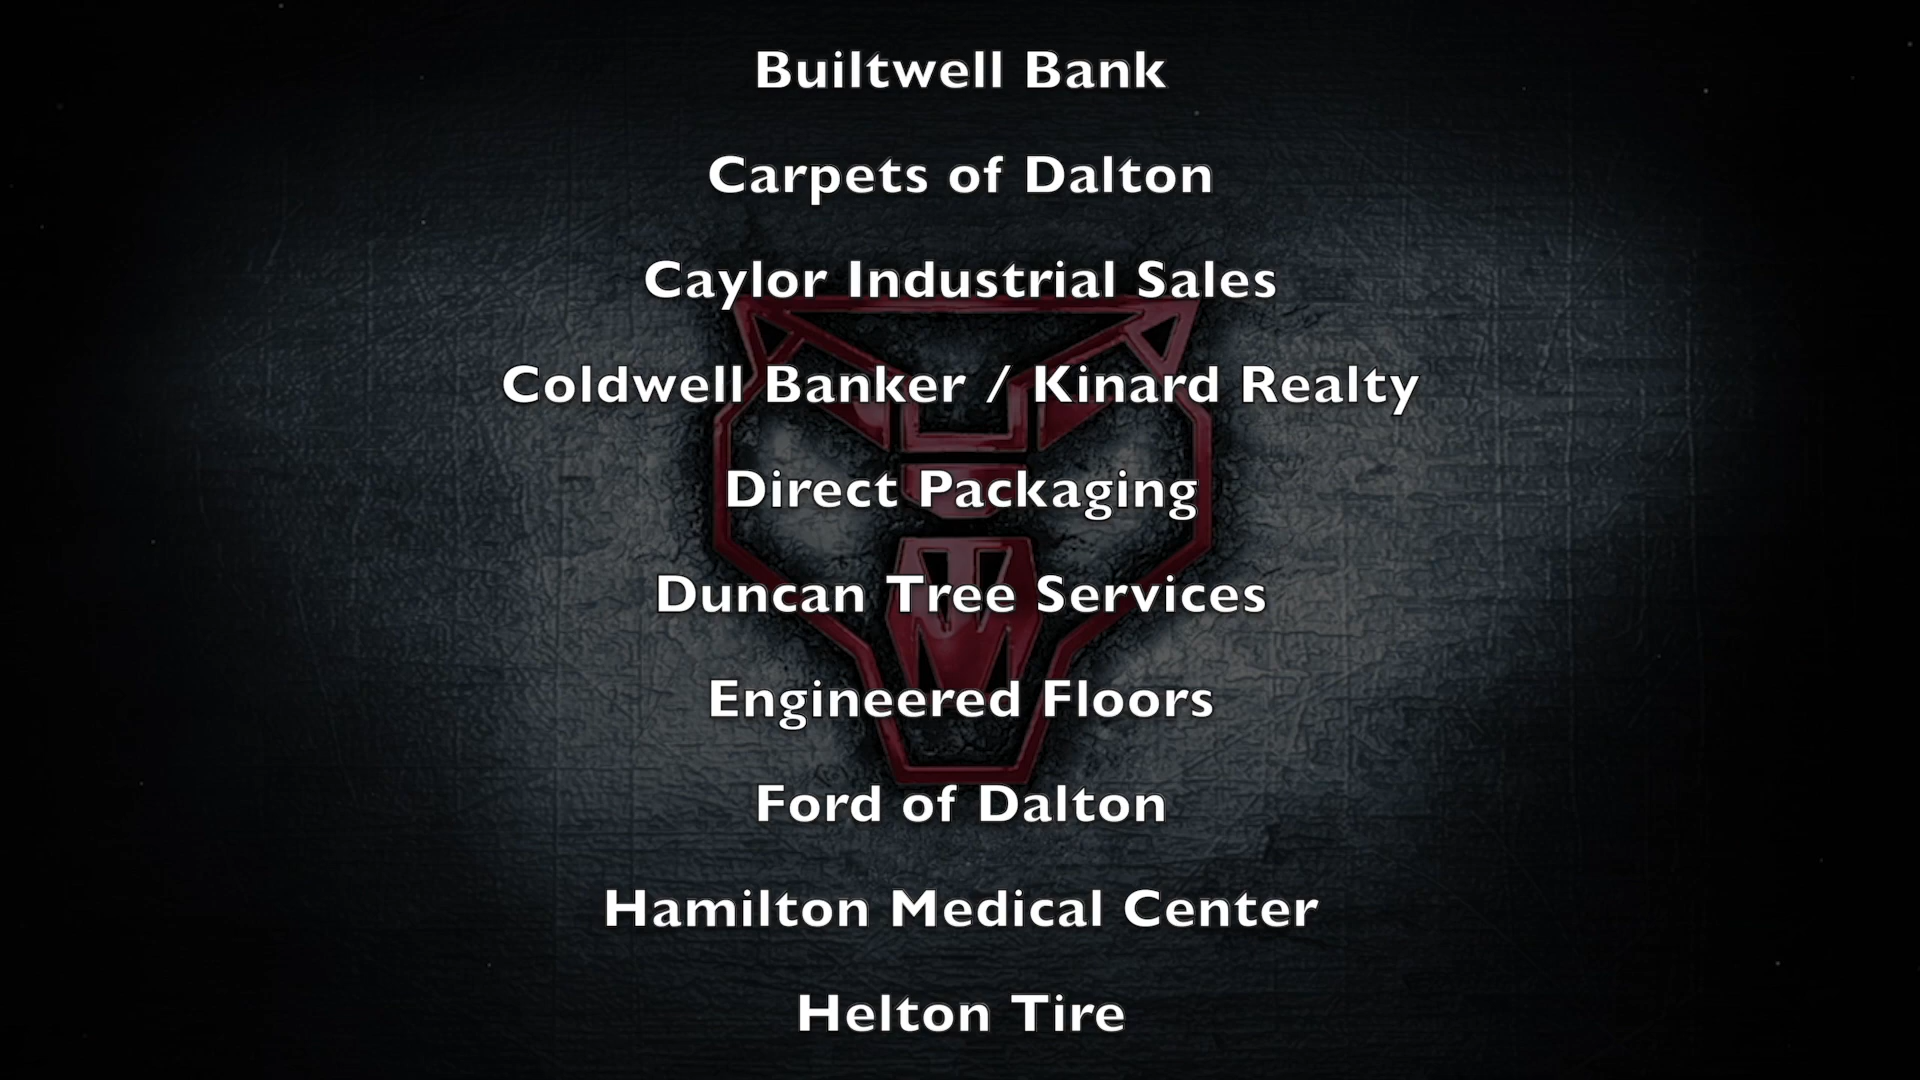 Builtwell Bank
Carpets of Dalton
Caylor Industrial Sales
Coldwell Banker / Kinard Realty
Direct Packaging
Duncan Tree Services
Engineered Floors
Ford of Dalton
Hamilton Medical Center
Helton Tire